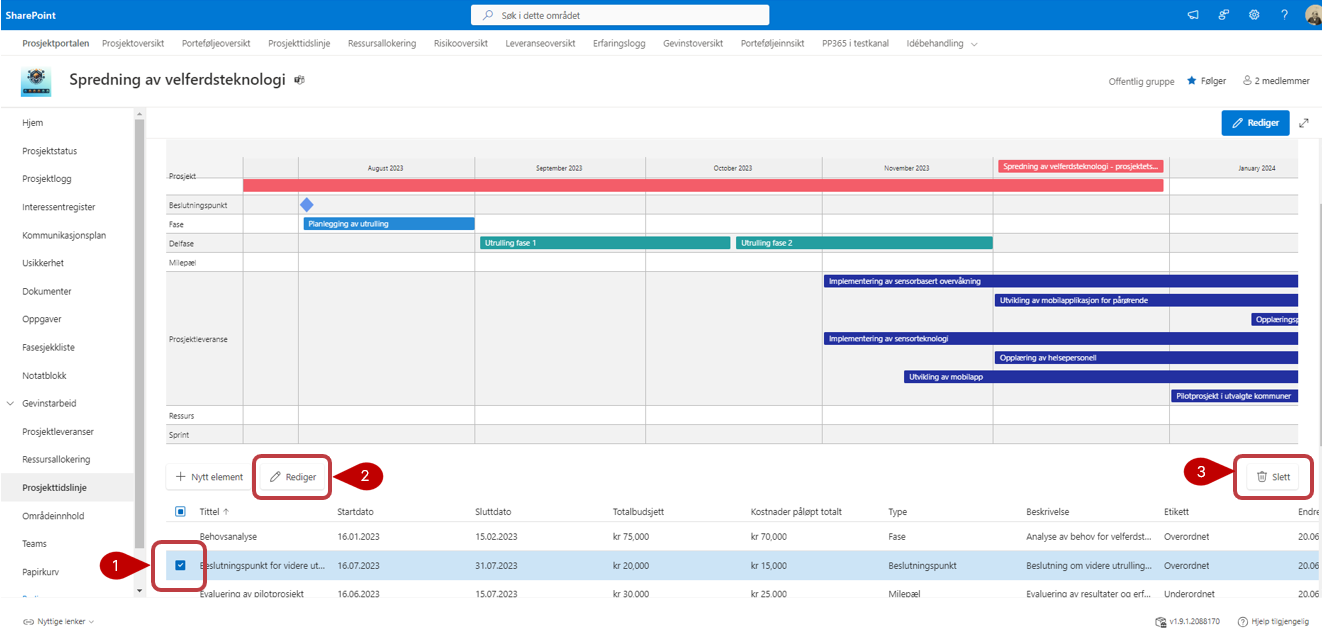 SharePoint
Søk i dette området
?
Prosjektportalen Prosjektoversikt Porteføljeoversikt Prosjekttidslinje Ressursallokering Risikooversikt Leveranseoversikt Erfaringslogg Gevinstoversikt Porteføljeinnsikt PP365 i testkanal Idébehandling
Spredning av velferdsteknologi
Offentlig gruppe Følger 2 medlemmer
Hjem
Prosjektstatus
Prosjektlogg
Interessentregister
Kommunikasjonsplan
Usikkerhet
Dokumenter
Oppgaver
Fasesjekkliste
Notatblokk
Gevinstarbeid
Prosjektleveranser
Ressursallokering
Prosjekttidslinje
Områdeinnhold
Teams
Papirkurv
Rediger
August 2023 September 2023 October 2023 November 2023 Spredning av velferdsteknologi - prosjektets... January 2024
Prosjekt
Beslutningspunkt
Fase Planlegging av utrulling
Delfase Utrulling fase 1 Utrulling fase 2
Milepæl
Implementering av sensorbasert overvåkning
Utvikling av mobilapplikasjon for pårørende
Opplæringsp
Prosjektleveranse Implementering av sensorteknologi
Opplæring av helsepersonell
Utvikling av mobilapp
Pilotprosjekt i utvalgte kommuner
Ressurs
Sprint
Nytt element Rediger 2 3 Slett
Tittel Startdato Sluttdato Totalbudsjett Kostnader påløpt totalt Type Beskrivelse Etikett Endre
Behovsanalyse 16.01.2023 15.02.2023 kr 75,000 kr 70,000 Fase Analyse av behov for velferdst... Overordnet 20.06
1 Beslutningspunkt for videre ut... 16.07.2023 31.07.2023 kr 20,000 kr 15,000 Beslutningspunkt Beslutning om videre utrulling... Overordnet 20.06
Evaluering av pilotprosjekt 16.06.2023 15.07.2023 kr 30,000 kr 25,000 Milepæl Evaluering av resultater og erf... Underordnet 20.06
Nyttige lenker v1.9.1.2088170 Hjelp tilgjengelig